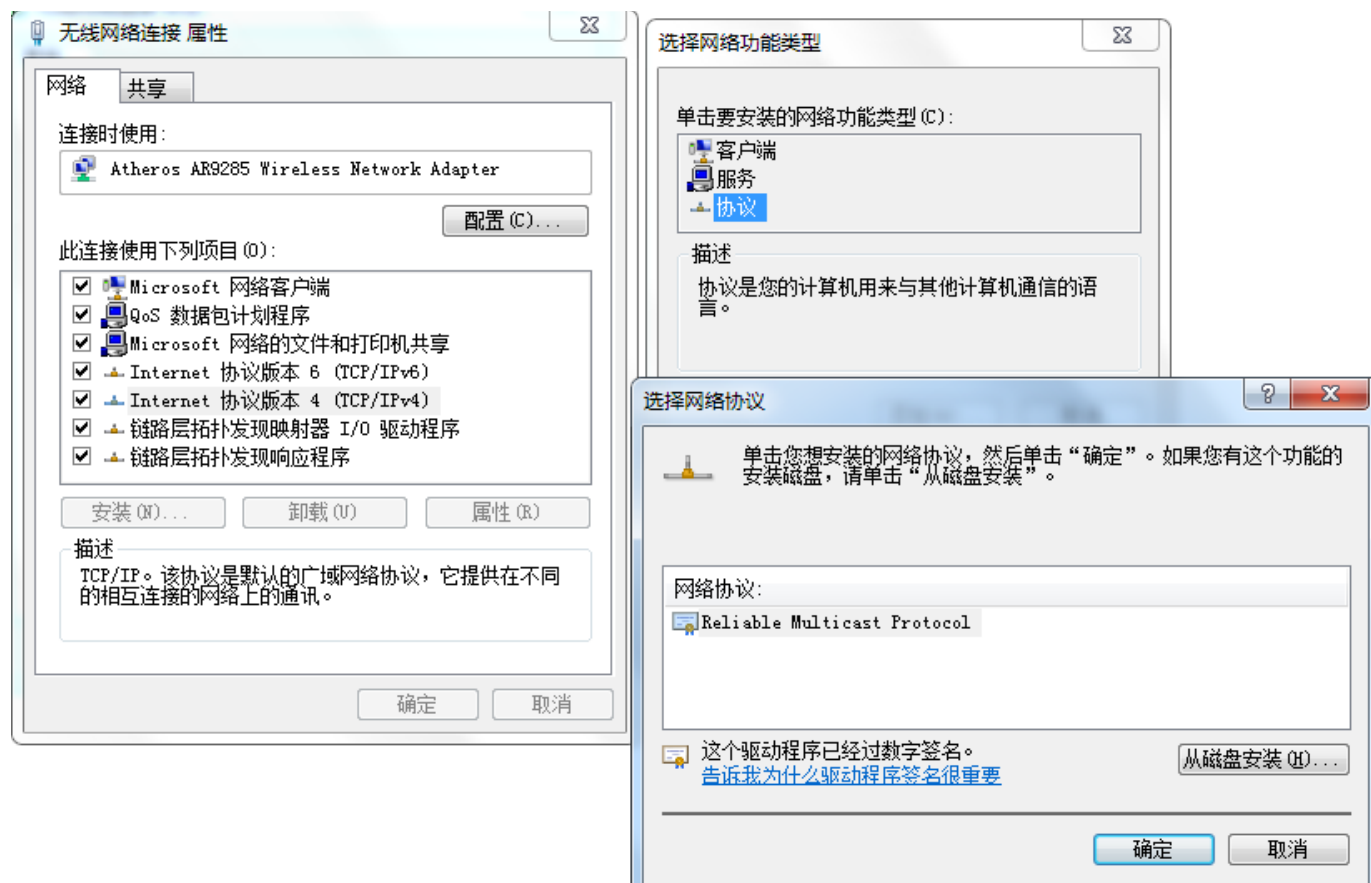 无线网络连接 属性
网络
共享
连接时使用:
Atheros AR9285 Wireless Network Adapter
配置(C)...
此连接使用下列项目(O):
Microsoft 网络客户端
QoS 数据包计划程序
Microsoft 网络的文件和打印机共享
Internet 协议版本 6 (TCP/IPv6)
Internet 协议版本 4 (TCP/IPv4)
链路层拓扑发现映射器 I/O 驱动程序
链路层拓扑发现响应程序
安装(N)...
卸载(U)
属性(R)
描述
TCP/IP。该协议是默认的广域网络协议，它提供在不同
的相互连接的网络上的通讯。
确定
取消
选择网络功能类型
单击要安装的网络功能类型(C):
客户端
服务
协议
描述
协议是您的计算机用来与其他计算机通信的语
言。
选择网络协议
单击您想安装的网络协议，然后单击“确定”。如果您有这个功能的
安装磁盘，请单击“从磁盘安装”。
网络协议:
Reliable Multicast Protocol
这个驱动程序已经过数字签名。
告诉我为什么驱动程序签名很重要
从磁盘安装(H)...
确定
取消